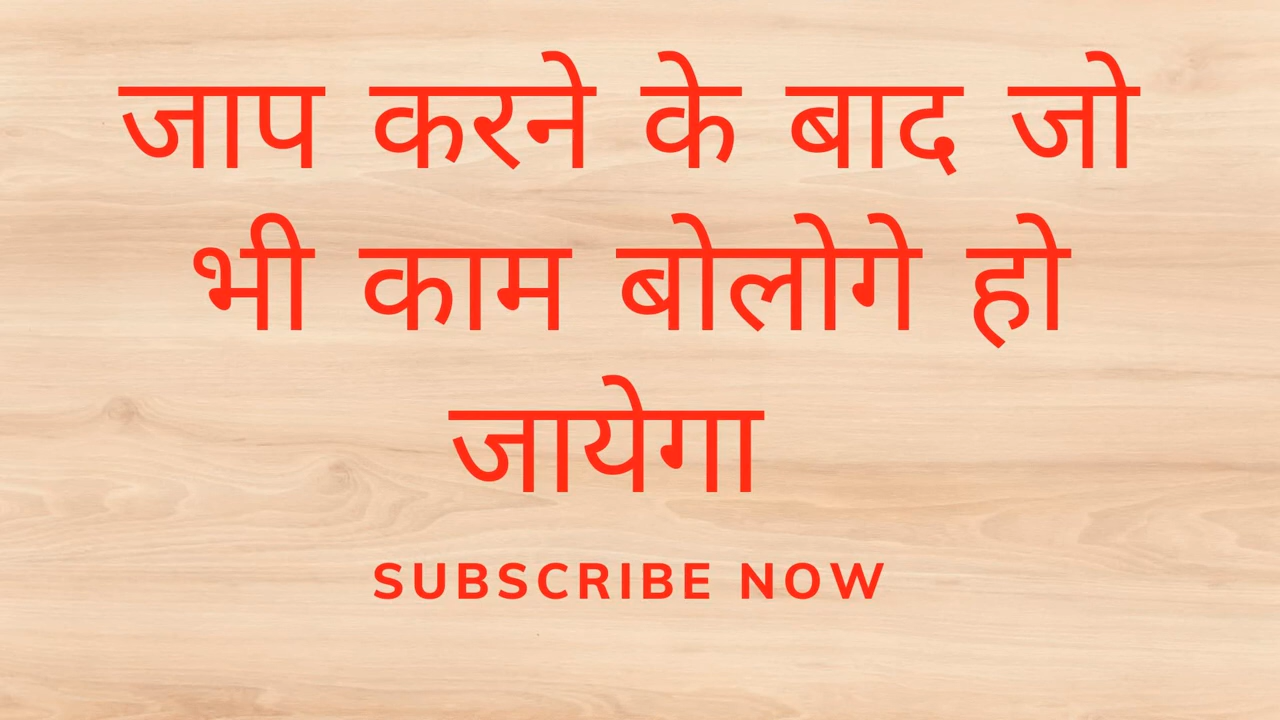 जाप करने के बाद जो
भी काम बोलोगे हो
जायेगा
SUBSCRIBE NOW